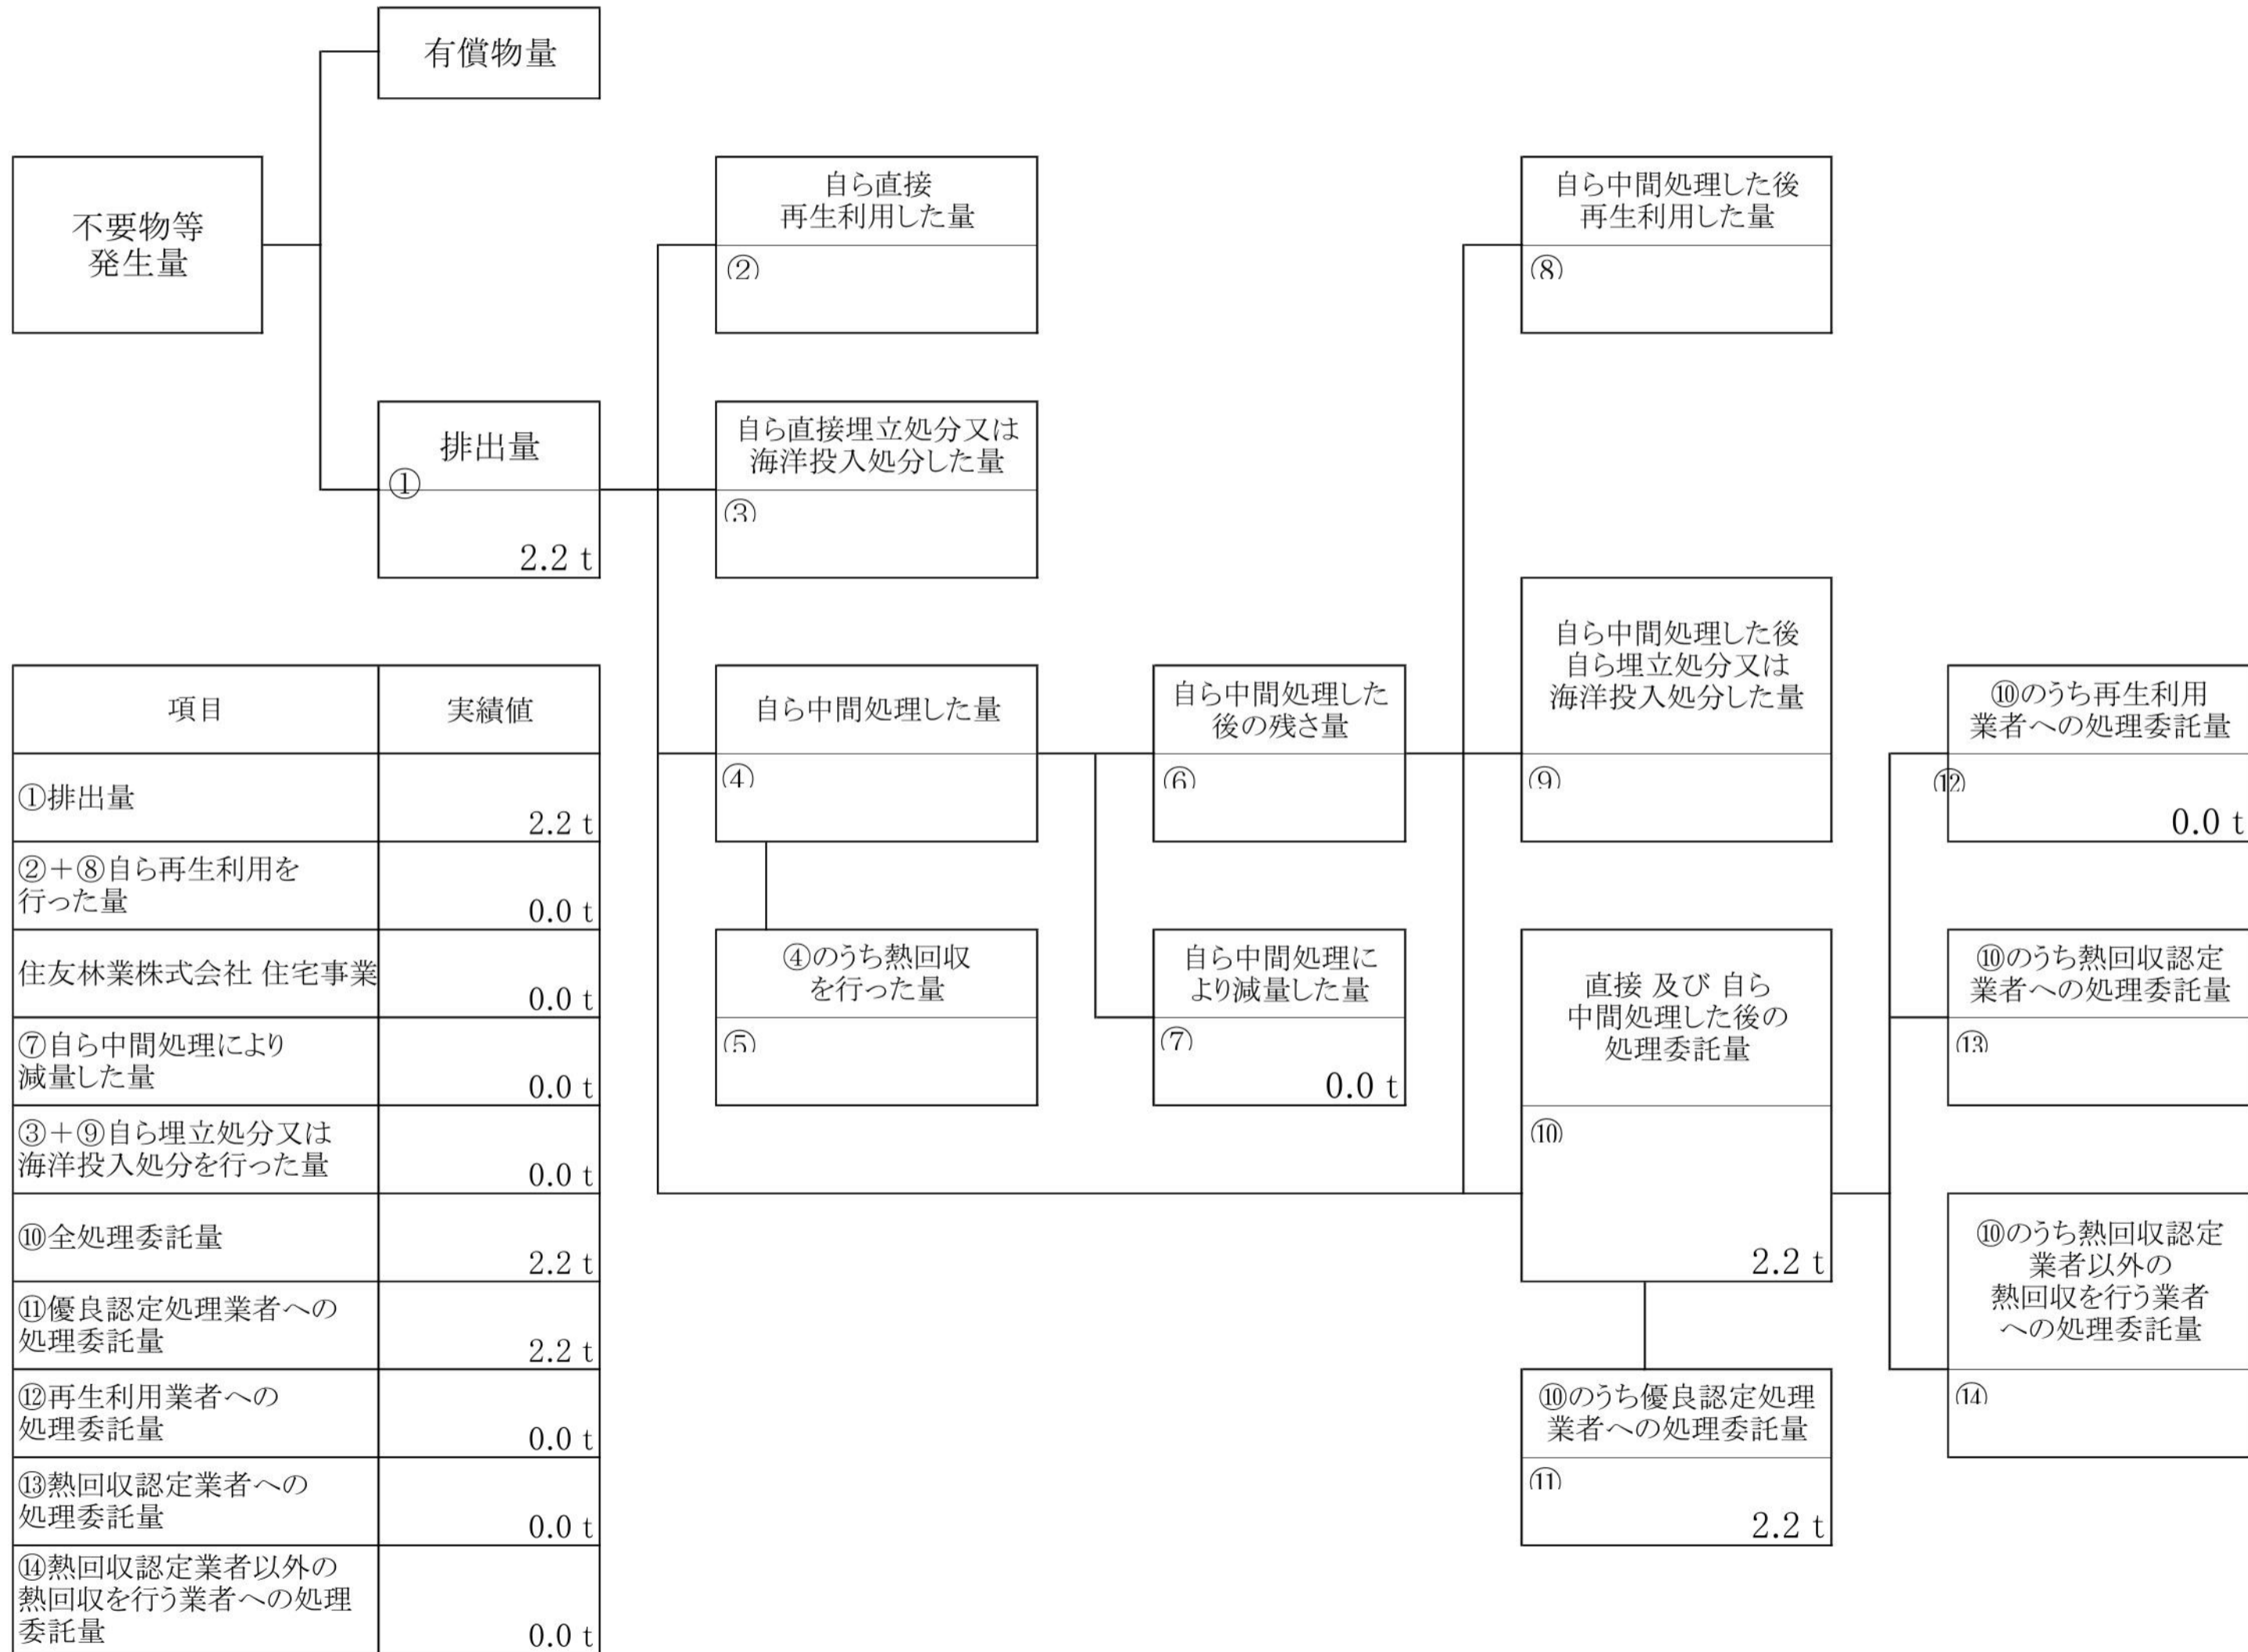 有償物量
不要物等
発生量
自ら直接
再生利用した量
②
自ら中間処理した後
再生利用した量
⑧
排出量
①
2.2 t
自ら直接埋立処分又は
海洋投入処分した量
③
自ら中間処理した量
④
自ら中間処理した
後の残さ量
⑥
自ら中間処理した後
自ら埋立処分又は
海洋投入処分した量
⑨
⑩のうち再生利用
業者への処理委託量
⑫
0.0 t
④のうち熱回収
を行った量
⑤
自ら中間処理に
より減量した量
⑦
0.0 t
直接 及び 自ら
中間処理した後の
処理委託量
⑩
2.2 t
⑩のうち熱回収認定
業者への処理委託量
⑬
⑩のうち熱回収認定
業者以外の
熱回収を行う業者
への処理委託量
⑭
⑩のうち優良認定処理
業者への処理委託量
⑪
2.2 t
項目 実績値
①排出量
2.2 t
②＋⑧自ら再生利用を
行った量
0.0 t
住友林業株式会社 住宅事業
0.0 t
⑦自ら中間処理により
減量した量
0.0 t
③＋⑨自ら埋立処分又は
海洋投入処分を行った量
0.0 t
⑩全処理委託量
2.2 t
⑪優良認定処理業者への
処理委託量
2.2 t
⑫再生利用業者への
処理委託量
0.0 t
⑬熱回収認定業者への
処理委託量
0.0 t
⑭熱回収認定業者以外の
熱回収を行う業者への処理
委託量
0.0 t